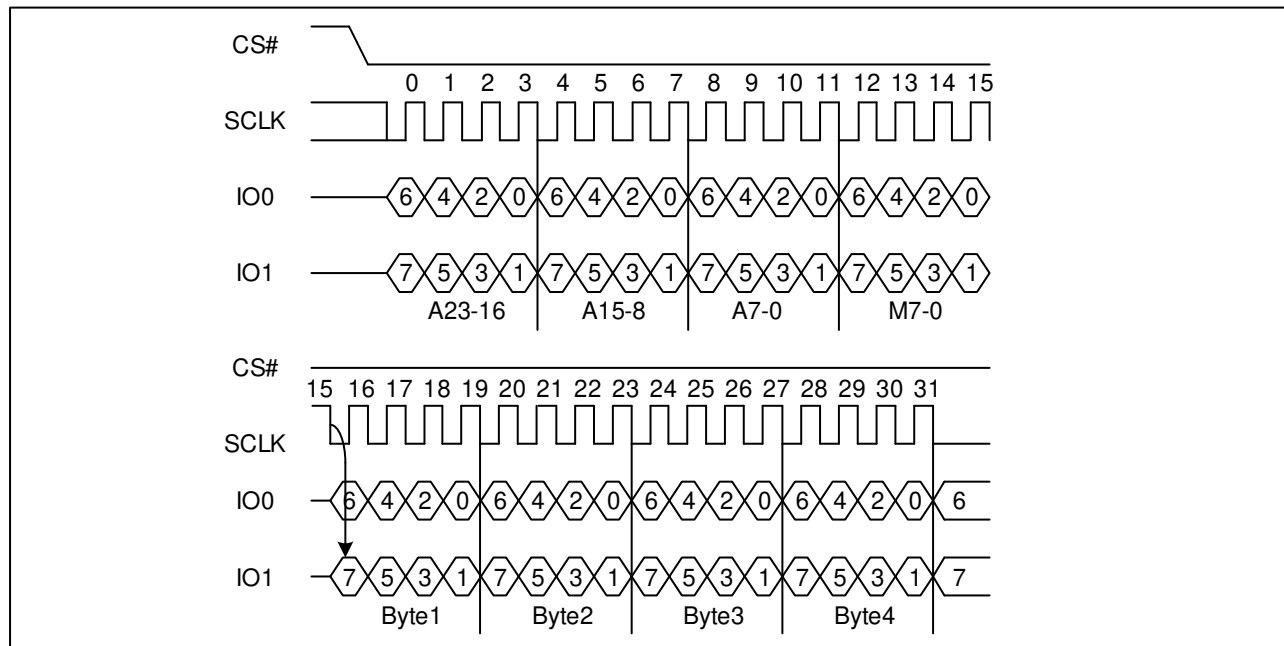 CS#
0 1 2 3 4 5 6 7 8 9 10 11 12 13 14 15
SCLK
IO0 6 4 2 0 6 4 2 0 6 4 2 0 6 4 2 0
IO1 7 5 3 1 7 5 3 1 7 5 3 1 7 5 3 1
A23-16 A15-8 A7-0 M7-0
CS#
15 16 17 18 19 20 21 22 23 24 25 26 27 28 29 30 31
SCLK
IO0 6 4 2 0 6 4 2 0 6 4 2 0 6 4 2 0 6
IO1 7 5 3 1 7 5 3 1 7 5 3 1 7 5 3 1 7
Byte1 Byte2 Byte3 Byte4